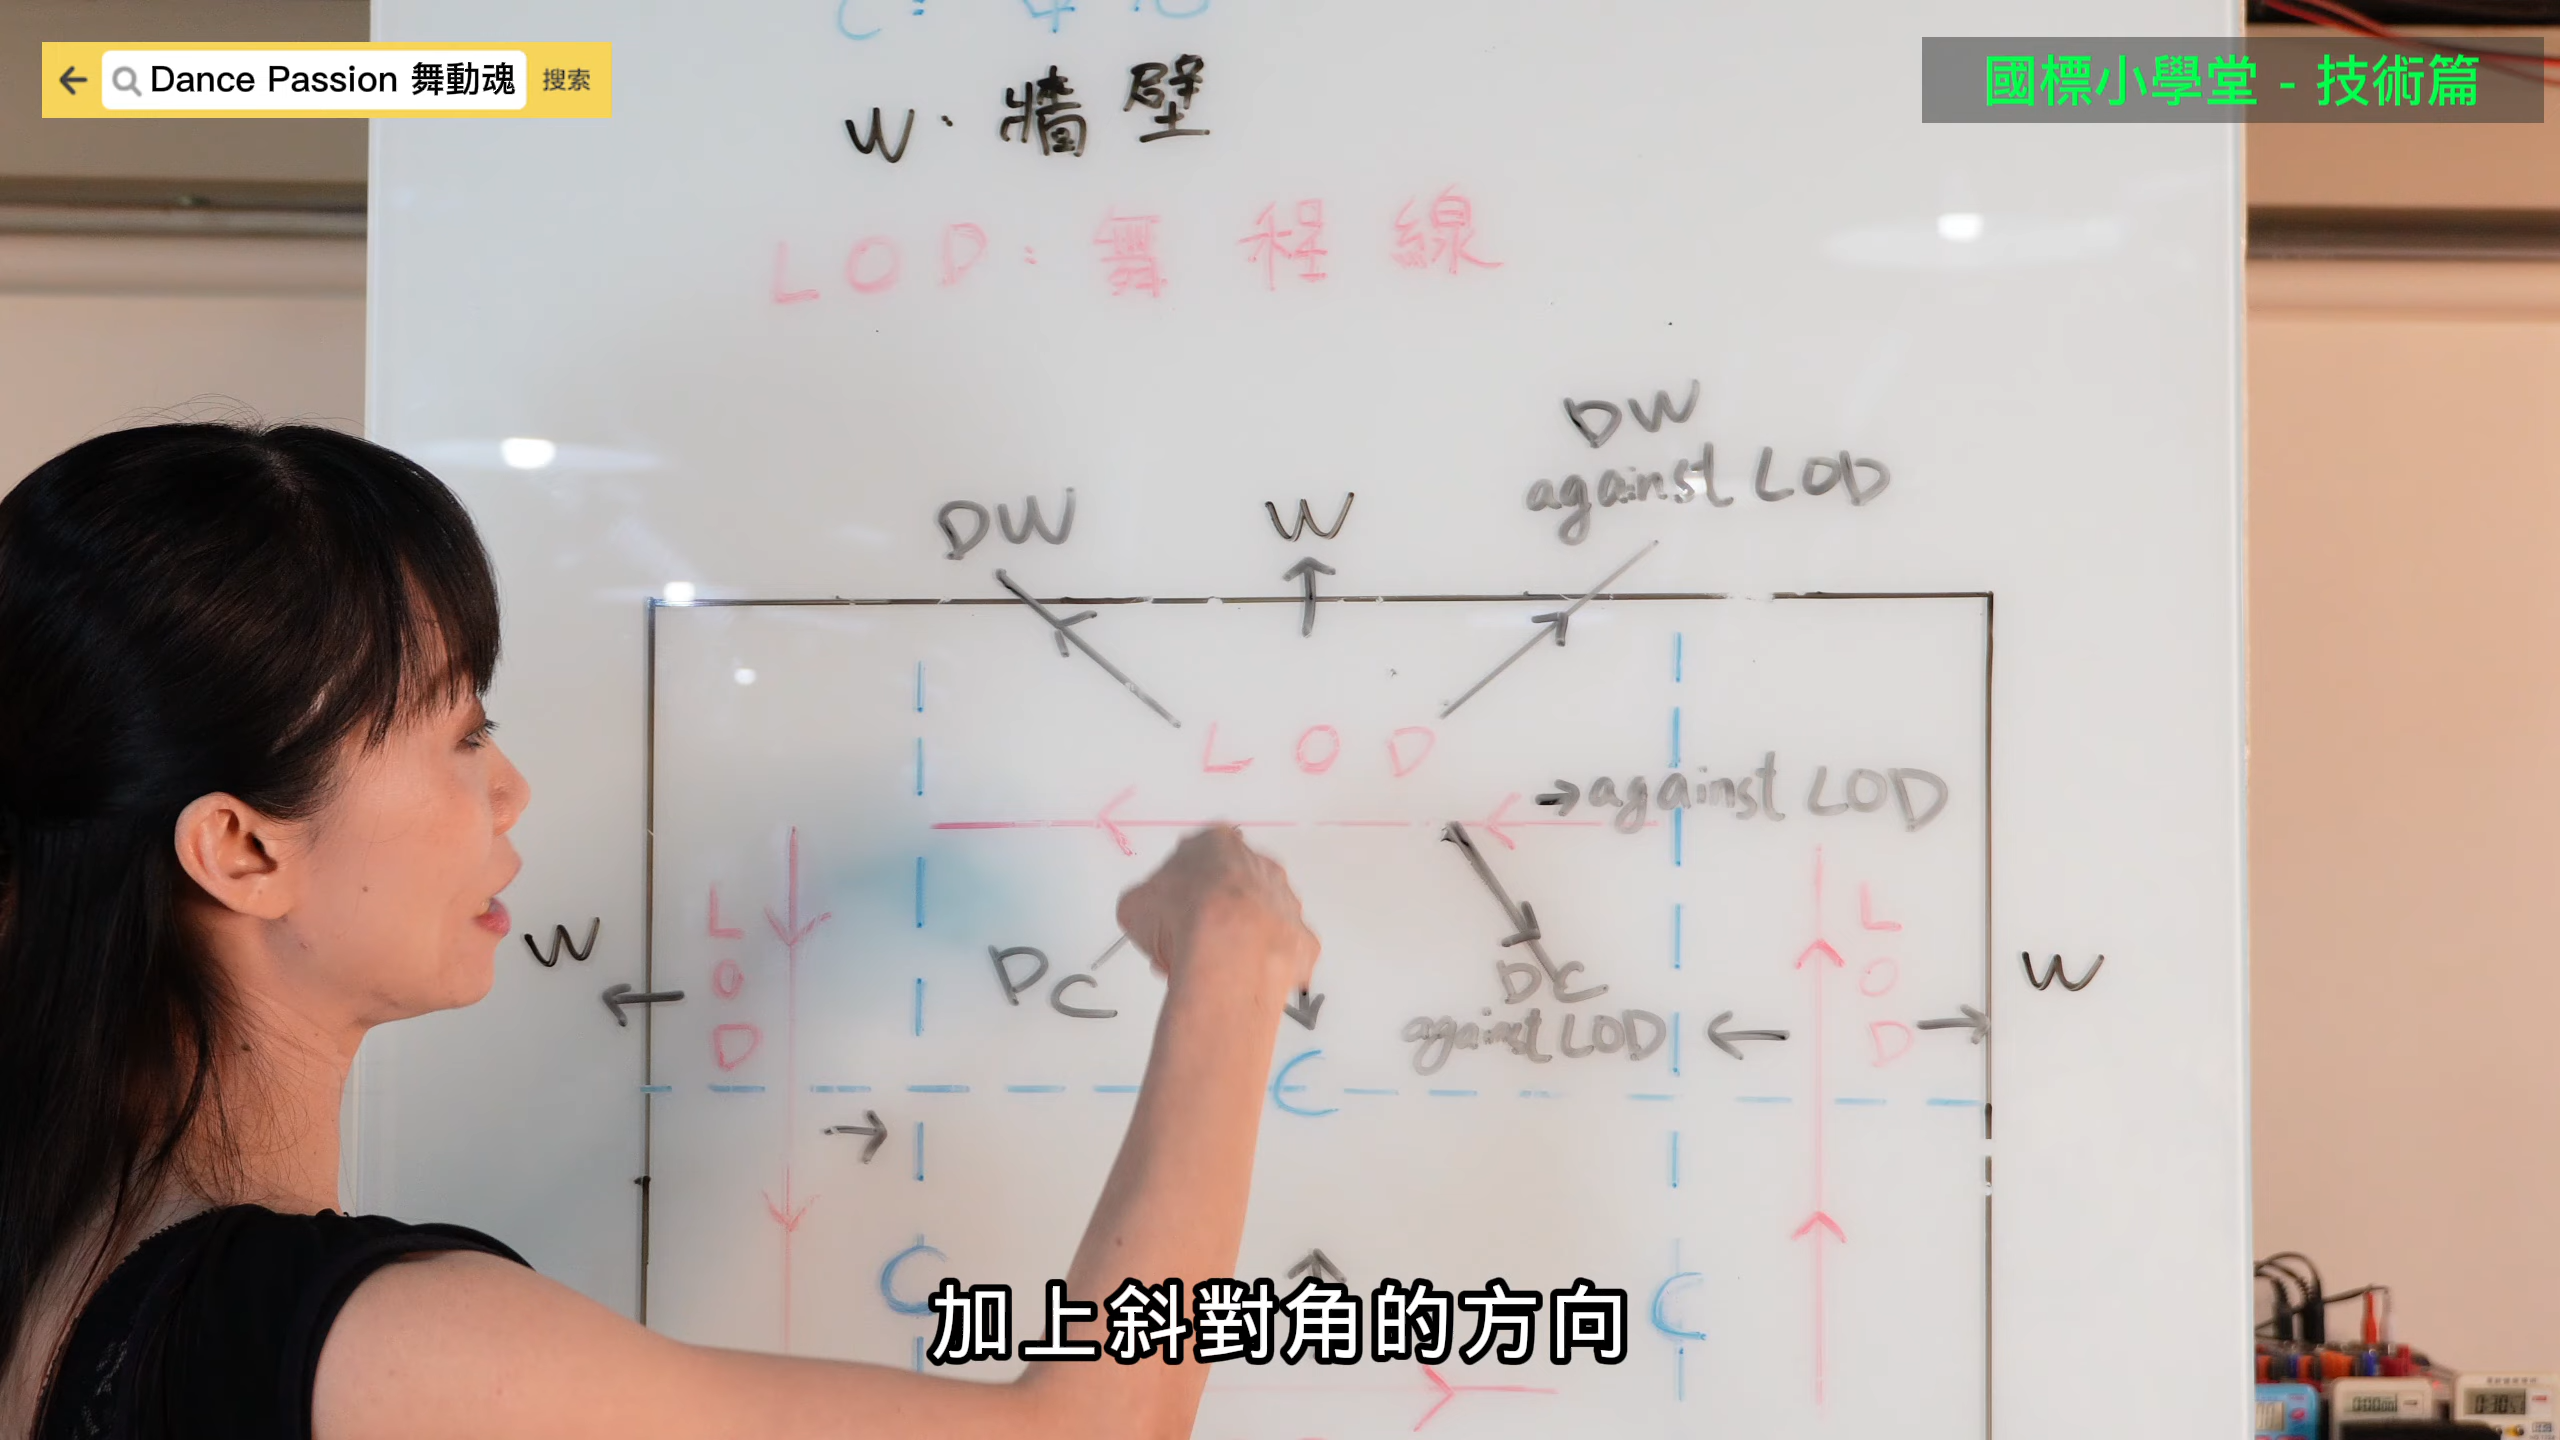 Dance Passion 舞動魂 搜索
國標小學堂 - 技術篇
C: 中心
W: 牆壁
LOD: 舞程線
DW
against LOD
DW
W
LOD
→against LOD
W
LOD
DC
DC
against LOD
LOD
W
C
C
C
加上斜對角的方向